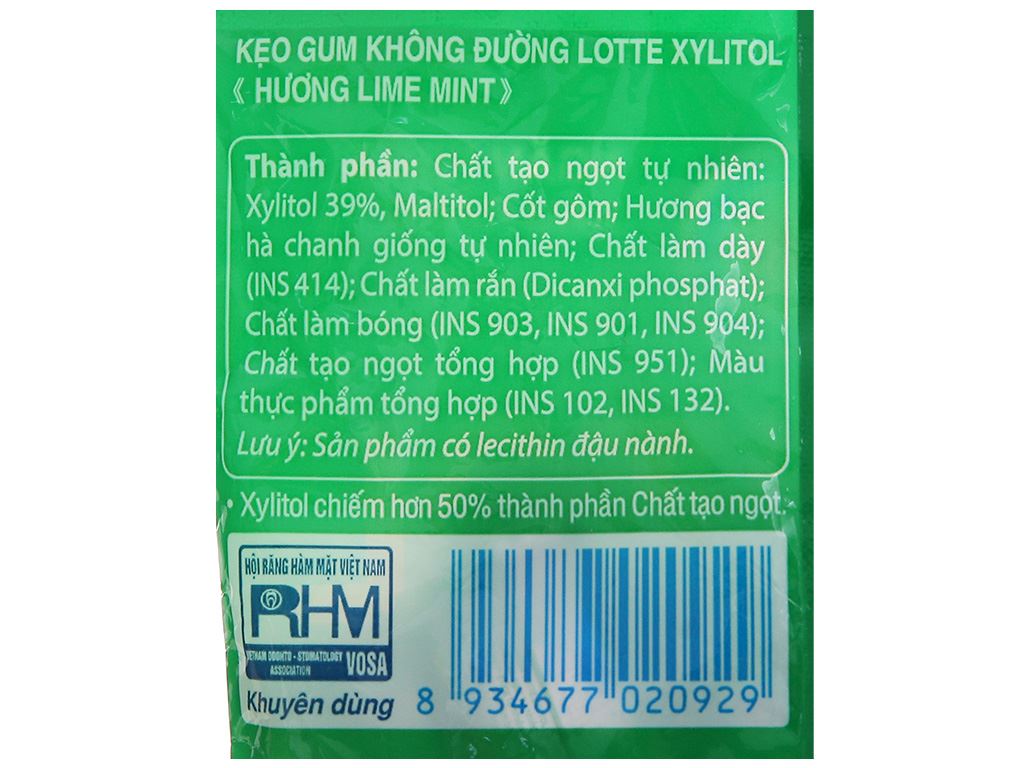 KẸO GUM KHÔNG ĐƯỜNG LOTTE XYLITOL
《 HƯƠNG LIME MINT 》
Thành phần: Chất tạo ngọt tự nhiên:
Xylitol 39%, Maltitol; Cốt gôm; Hương bạc
hà chanh giống tự nhiên; Chất làm dày
(INS 414); Chất làm rắn (Dicanxi phosphat);
Chất làm bóng (INS 903, INS 901, INS 904);
Chất tạo ngọt tổng hợp (INS 951); Màu
thực phẩm tổng hợp (INS 102, INS 132).
Lưu ý: Sản phẩm có lecithin đậu nành.
• Xylitol chiếm hơn 50% thành phần Chất tạo ngọt.
HỘI RĂNG HÀM MẶT VIỆT NAM
RHM
VIETNAM ODONTO - STOMATOLOGY
ASSOCIATION VOSA
Khuyên dùng
8 934677 020929